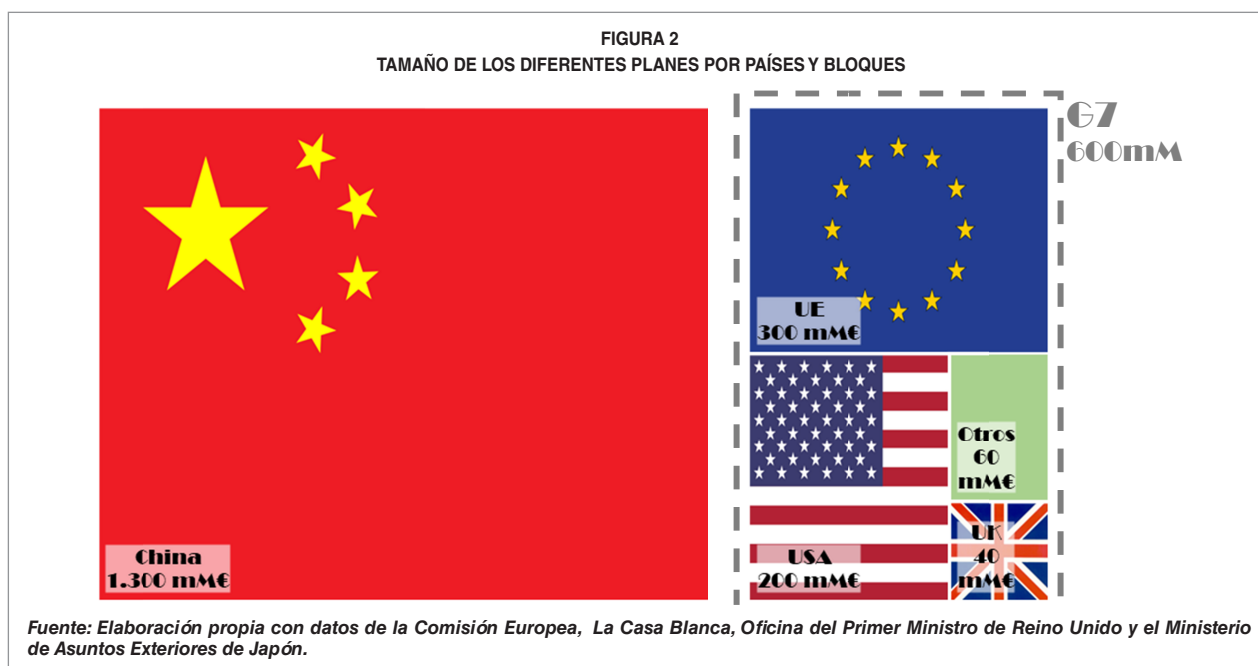 FIGURA 2
TAMAÑO DE LOS DIFERENTES PLANES POR PAÍSES Y BLOQUES
G7
600mM
UE
300 mM€
Otros
60
mM€
China
1.300 mM€
USA
200 mM€
UK
40
mM€
Fuente: Elaboración propia con datos de la Comisión Europea, La Casa Blanca, Oficina del Primer Ministro de Reino Unido y el Ministerio
de Asuntos Exteriores de Japón.